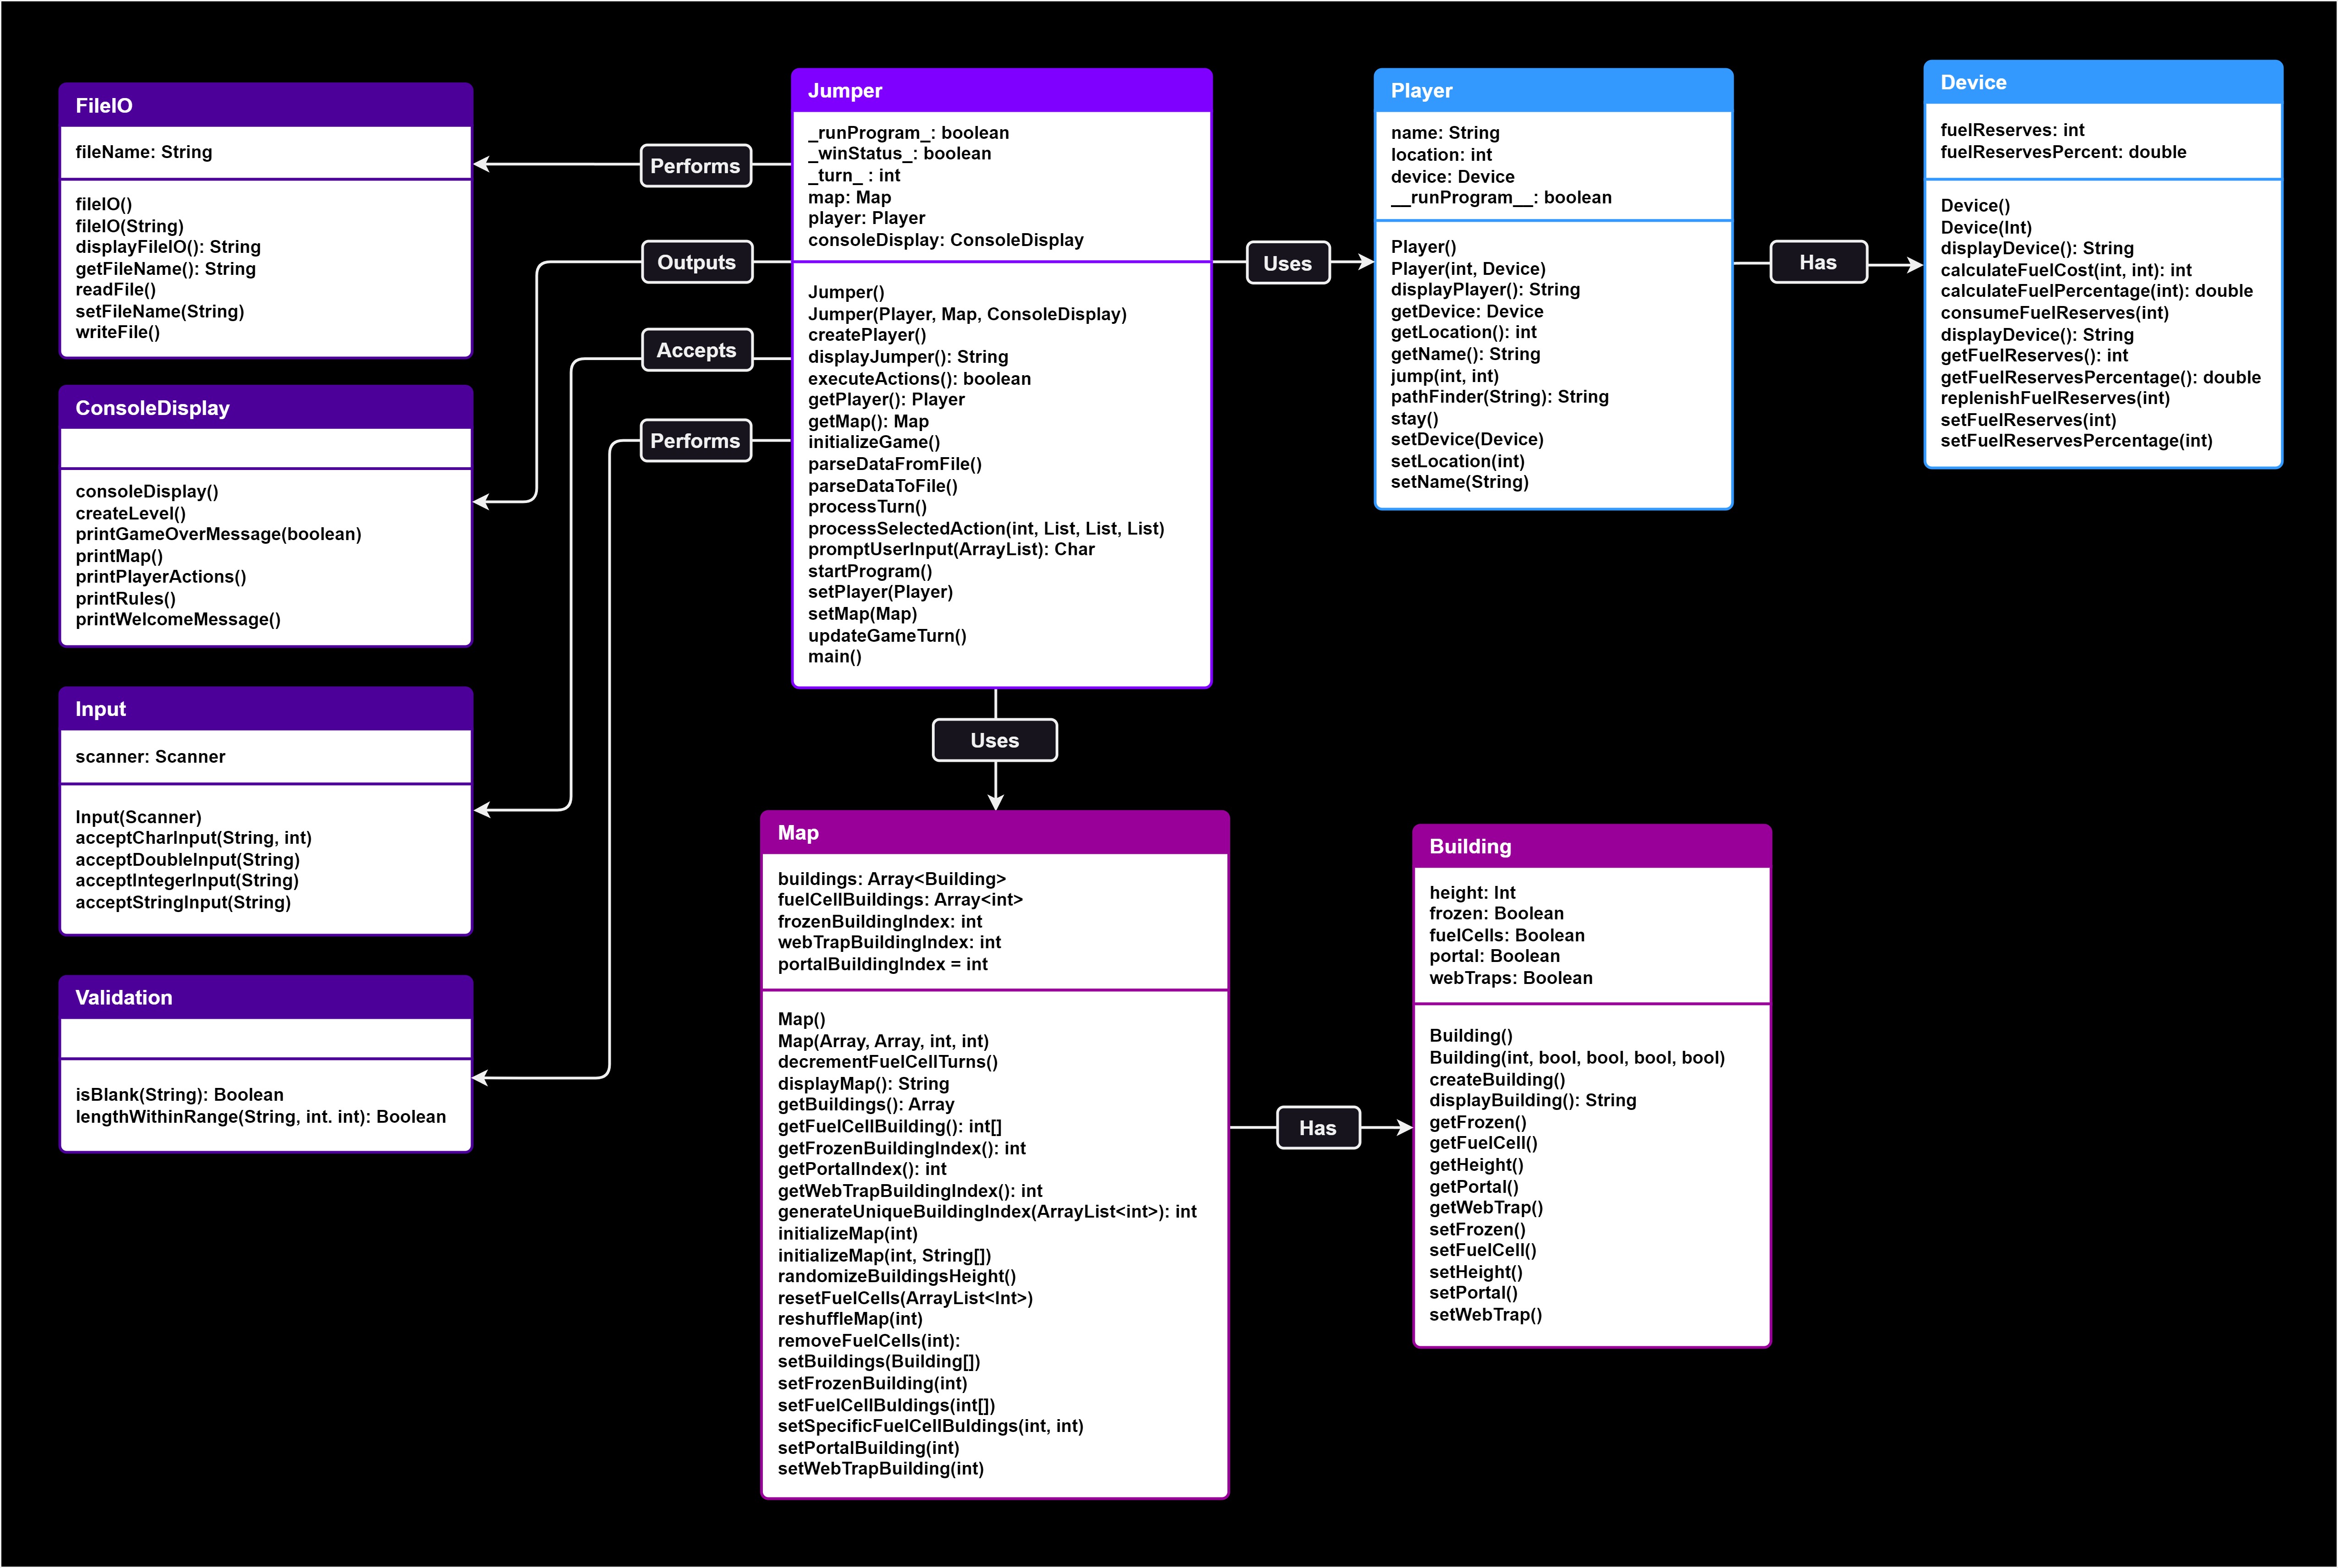 FileIO
fileName: String
fileIO()
fileIO(String)
displayFileIO(): String
getFileName(): String
readFile()
setFileName(String)
writeFile()
ConsoleDisplay
consoleDisplay()
createLevel()
printGameOverMessage(boolean)
printMap()
printPlayerActions()
printRules()
printWelcomeMessage()
Input
scanner: Scanner
Input(Scanner)
acceptCharInput(String, int)
acceptDoubleInput(String)
acceptIntegerInput(String)
acceptStringInput(String)
Validation
isBlank(String): Boolean
lengthWithinRange(String, int. int): Boolean
Performs
Outputs
Accepts
Performs
Jumper
_runProgram_: boolean
_winStatus_: boolean
_turn_ : int
map: Map
player: Player
consoleDisplay: ConsoleDisplay
Jumper()
Jumper(Player, Map, ConsoleDisplay)
createPlayer()
displayJumper(): String
executeActions(): boolean
getPlayer(): Player
getMap(): Map
initializeGame()
parseDataFromFile()
parseDataToFile()
processTurn()
processSelectedAction(int, List, List, List)
promptUserInput(ArrayList): Char
startProgram()
setPlayer(Player)
setMap(Map)
updateGameTurn()
main()
Uses
Player
name: String
location: int
device: Device
__runProgram__: boolean
Player()
Player(int, Device)
displayPlayer(): String
getDevice: Device
getLocation(): int
getName(): String
jump(int, int)
pathFinder(String): String
stay()
setDevice(Device)
setLocation(int)
setName(String)
Has
Device
fuelReserves: int
fuelReservesPercent: double
Device()
Device(Int)
displayDevice(): String
calculateFuelCost(int, int): int
calculateFuelPercentage(int): double
consumeFuelReserves(int)
displayDevice(): String
getFuelReserves(): int
getFuelReservesPercentage(): double
replenishFuelReserves(int)
setFuelReserves(int)
setFuelReservesPercentage(int)
Uses
Map
buildings: Array<Building>
fuelCellBuildings: Array<int>
frozenBuildingIndex: int
webTrapBuildingIndex: int
portalBuildingIndex = int
Map()
Map(Array, Array, int, int)
decrementFuelCellTurns()
displayMap(): String
getBuildings(): Array
getFuelCellBuilding(): int[]
getFrozenBuildingIndex(): int
getPortalIndex(): int
getWebTrapBuildingIndex(): int
generateUniqueBuildingIndex(ArrayList<int>): int
initializeMap(int)
initializeMap(int, String[])
randomizeBuildingsHeight()
resetFuelCells(ArrayList<Int>)
reshuffleMap(int)
removeFuelCells(int):
setBuildings(Building[])
setFrozenBuilding(int)
setFuelCellBuldings(int[])
setSpecificFuelCellBuldings(int, int)
setPortalBuilding(int)
setWebTrapBuilding(int)
Has
Building
height: Int
frozen: Boolean
fuelCells: Boolean
portal: Boolean
webTraps: Boolean
Building()
Building(int, bool, bool, bool, bool)
createBuilding()
displayBuilding(): String
getFrozen()
getFuelCell()
getHeight()
getPortal()
getWebTrap()
setFrozen()
setFuelCell()
setHeight()
setPortal()
setWebTrap()